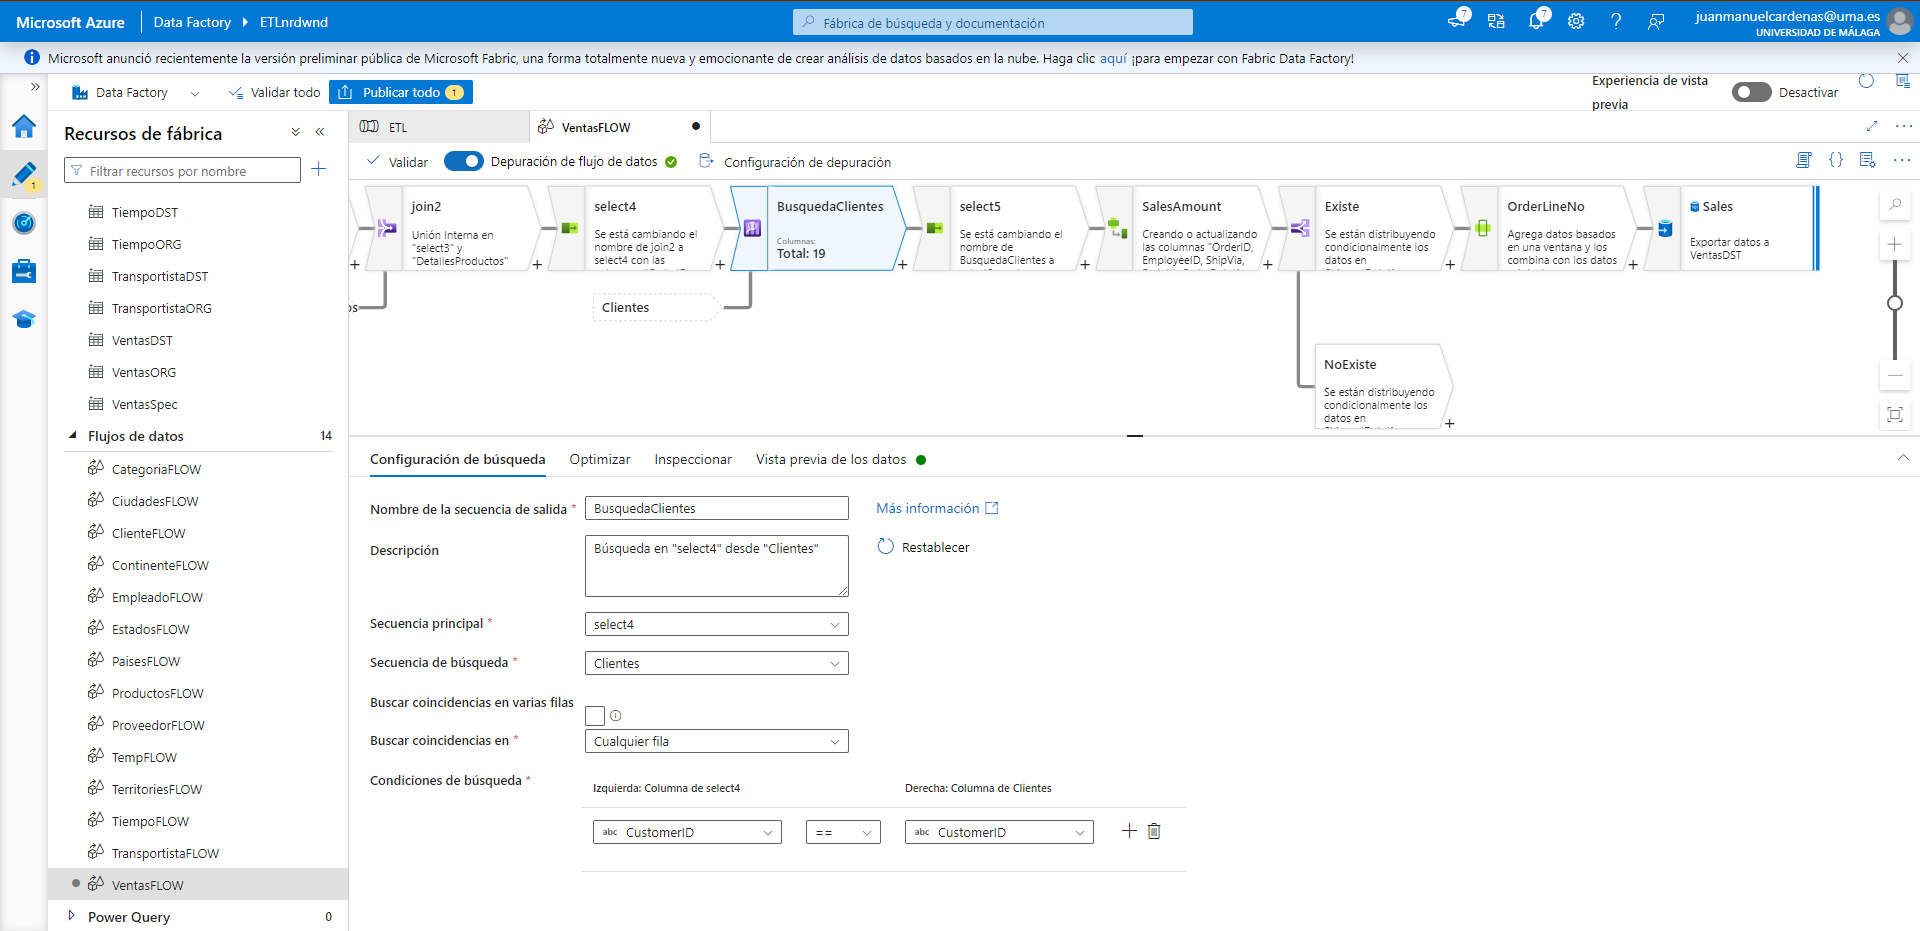 Microsoft Azure
Data Factory
ETLnrdwnd
Fábrica de búsqueda y documentación
7
7
juanmanuelcardenas@uma.es
UNIVERSIDAD DE MÁLAGA
Microsoft anunció recientemente la versión preliminar pública de Microsoft Fabric, una forma totalmente nueva y emocionante de crear análisis de datos basados en la nube. Haga clic aquí ¡para empezar con Fabric Data Factory!
Data Factory
Validar todo
Publicar todo 1
Experiencia de vista
previa
Desactivar
1
Recursos de fábrica
Filtrar recursos por nombre
TiempoDST
TiempoORG
TransportistaDST
TransportistaORG
VentasDST
VentasORG
VentasSpec
Flujos de datos 14
CategoriaFLOW
CiudadesFLOW
ClienteFLOW
ContinenteFLOW
EmpleadoFLOW
EstadosFLOW
PaisesFLOW
ProductosFLOW
ProveedorFLOW
TempFLOW
TerritoriesFLOW
TiempoFLOW
TransportistaFLOW
VentasFLOW
Power Query 0
ETL
VentasFLOW
Validar
Depuración de flujo de datos
Configuración de depuración
join2
Unión Interna en
"select3" y
"DetallesProductos"
select4
Se está cambiando el
nombre de join2 a
select4 con las
BusquedaClientes
Columnas:
Total: 19
select5
Se está cambiando el
nombre de
BusquedaClientes a
SalesAmount
Creando o actualizando
las columnas "OrderID,
EmployeeID, ShipVia,
Existe
Se están distribuyendo
condicionalmente los
datos en
OrderLineNo
Agrega datos basados
en una ventana y los
combina con los datos
Sales
Exportar datos a
VentasDST
os
Clientes
NoExiste
Se están distribuyendo
condicionalmente los
datos en
Configuración de búsqueda
Optimizar
Inspeccionar
Vista previa de los datos
Nombre de la secuencia de salida *
BusquedaClientes
Más información
Descripción
Búsqueda en "select4" desde "Clientes"
Restablecer
Secuencia principal *
select4
Secuencia de búsqueda *
Clientes
Buscar coincidencias en varias filas
Buscar coincidencias en *
Cualquier fila
Condiciones de búsqueda *
Izquierda: Columna de select4
Derecha: Columna de Clientes
abc CustomerID
==
abc CustomerID